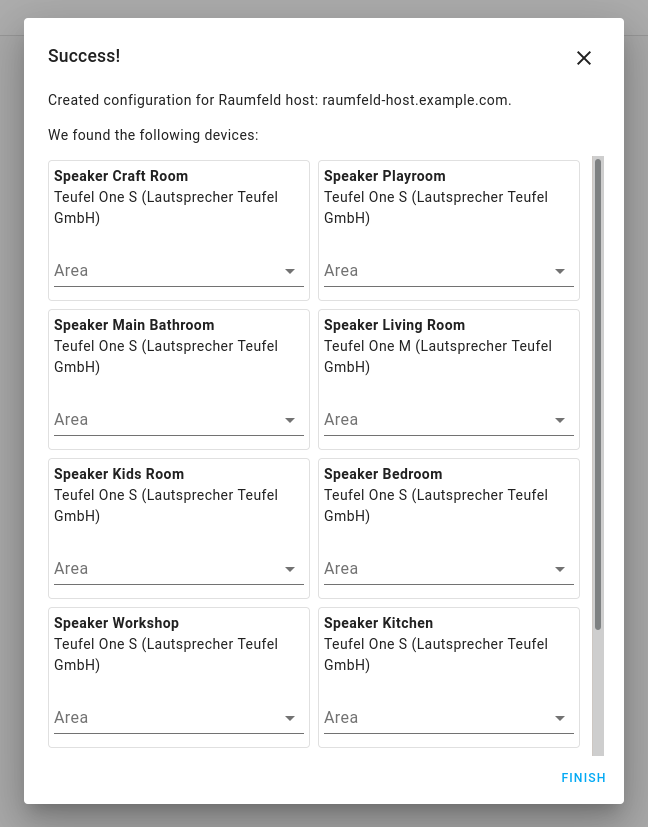 Success!
Created configuration for Raumfeld host: raumfeld-host.example.com.
We found the following devices:
Speaker Craft Room
Teufel One S (Lautsprecher Teufel
GmbH)
Area
Speaker Playroom
Teufel One S (Lautsprecher Teufel
GmbH)
Area
Speaker Main Bathroom
Teufel One S (Lautsprecher Teufel
GmbH)
Area
Speaker Living Room
Teufel One M (Lautsprecher Teufel
GmbH)
Area
Speaker Kids Room
Teufel One S (Lautsprecher Teufel
GmbH)
Area
Speaker Bedroom
Teufel One S (Lautsprecher Teufel
GmbH)
Area
Speaker Workshop
Teufel One S (Lautsprecher Teufel
GmbH)
Area
Speaker Kitchen
Teufel One S (Lautsprecher Teufel
GmbH)
Area
FINISH